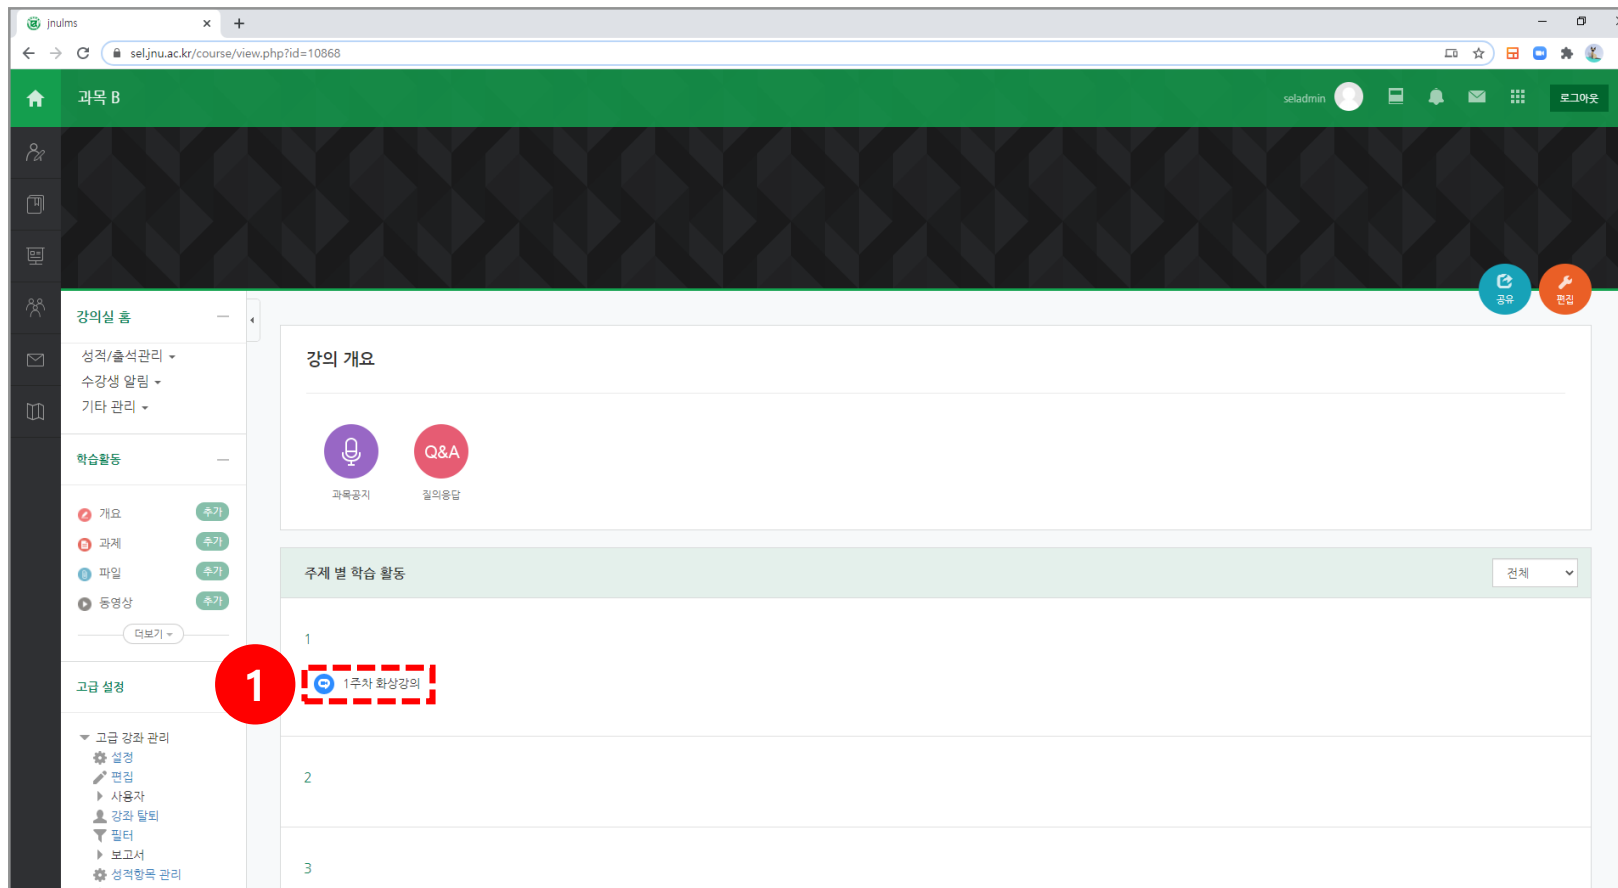 jnulms
sel.jnu.ac.kr/course/view.php?id=10868
과목 B
seladmin
로그아웃
공유
편집
강의실 홈
성적/출석관리
수강생 알림
기타 관리
학습활동
개요 추가
과제 추가
파일 추가
동영상 추가
더보기
고급 설정
고급 강좌 관리
설정
편집
사용자
강좌 탈퇴
필터
보고서
성적항목 관리
강의 개요
Q&A
과목공지
질의응답
주제 별 학습 활동
전체
1
1
1주차 화상강의
2
3